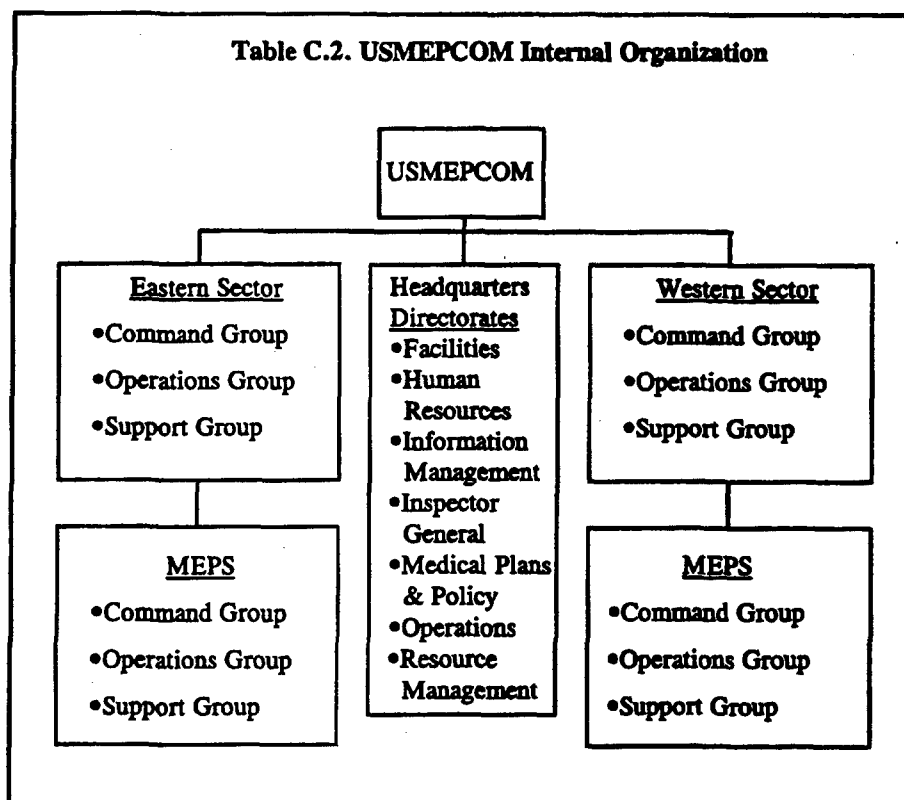 Table C.2. USMEPCOM Internal Organization
USMEPCOM
Eastern Sector
•Command Group
•Operations Group
•Support Group
Headquarters
Directorates
•Facilities
•Human
Resources
•Information
Management
•Inspector
General
•Medical Plans
& Policy
•Operations
•Resource
Management
Western Sector
•Command Group
•Operations Group
•Support Group
MEPS
•Command Group
•Operations Group
•Support Group
MEPS
•Command Group
•Operations Group
•Support Group